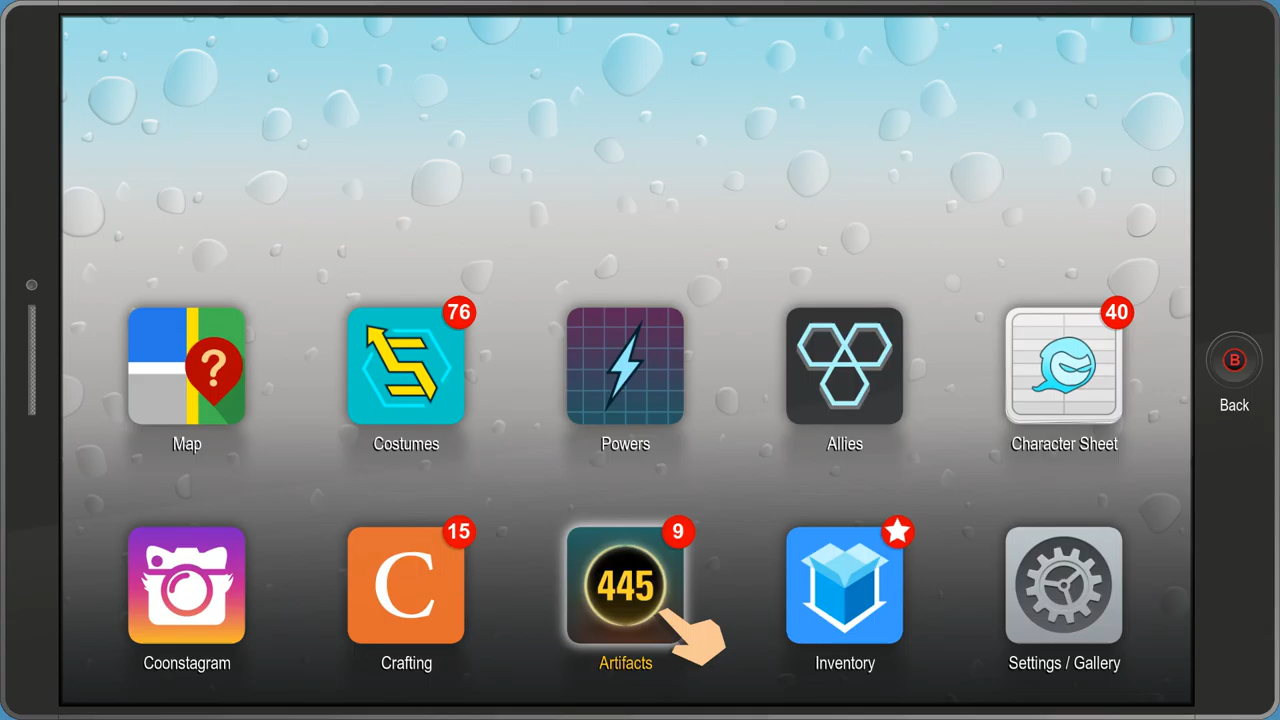 76
40
?
Map
Costumes
Powers
Allies
Character Sheet
B
Back
15
9
C
445
Coonstagram
Crafting
Artifacts
Inventory
Settings / Gallery